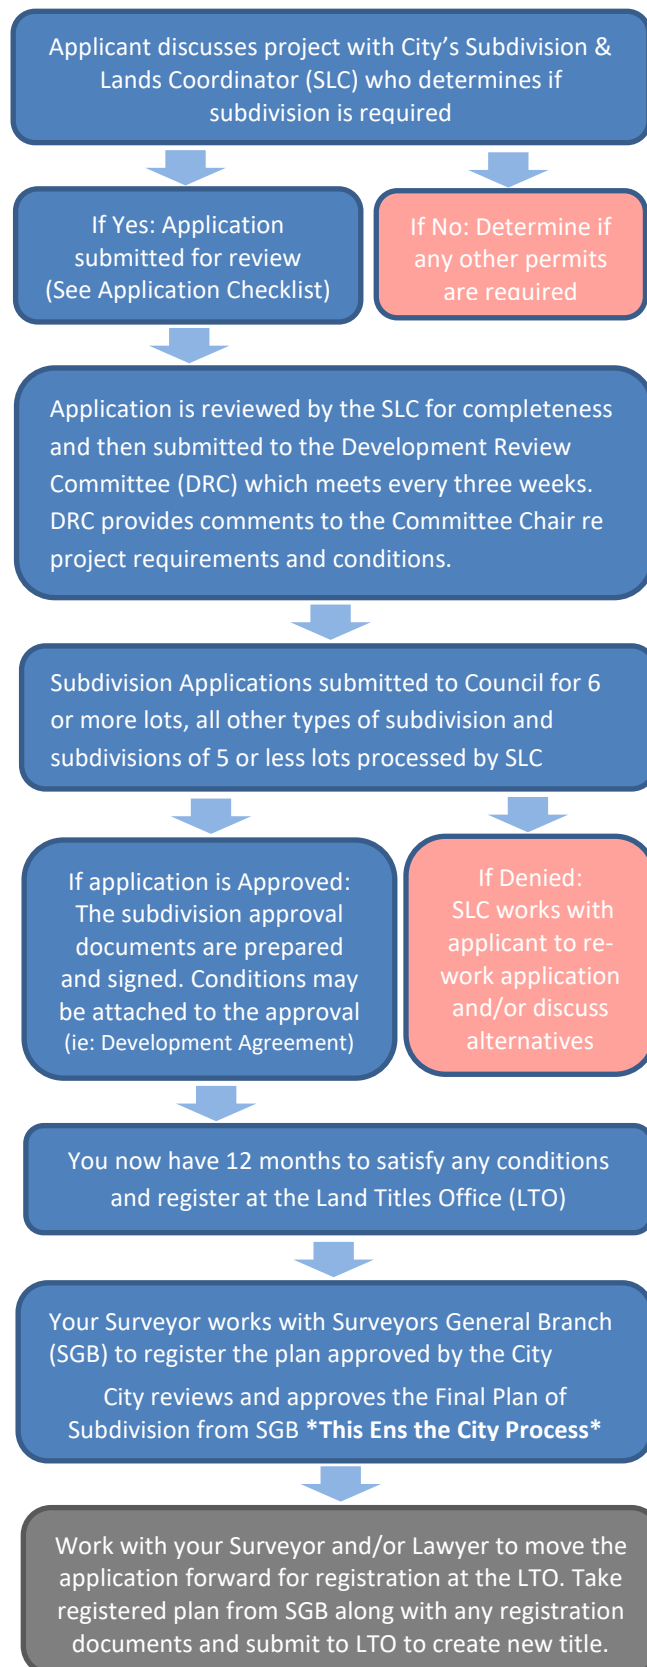 Applicant discusses project with City's Subdivision &
Lands Coordinator (SLC) who determines if
subdivision is required
If Yes: Application
submitted for review
(See Application Checklist)
If No: Determine if
any other permits
are required
Application is reviewed by the SLC for completeness
and then submitted to the Development Review
Committee (DRC) which meets every three weeks.
DRC provides comments to the Committee Chair re
project requirements and conditions.
Subdivision Applications submitted to Council for 6
or more lots, all other types of subdivision and
subdivisions of 5 or less lots processed by SLC
If application is Approved:
The subdivision approval
documents are prepared
and signed. Conditions may
be attached to the approval
(ie: Development Agreement)
If Denied:
SLC works with
applicant to re-
work application
and/or discuss
alternatives
You now have 12 months to satisfy any conditions
and register at the Land Titles Office (LTO)
Your Surveyor works with Surveyors General Branch
(SGB) to register the plan approved by the City
City reviews and approves the Final Plan of
Subdivision from SGB *This Ens the City Process*
Work with your Surveyor and/or Lawyer to move the
application forward for registration at the LTO. Take
registered plan from SGB along with any registration
documents and submit to LTO to create new title.